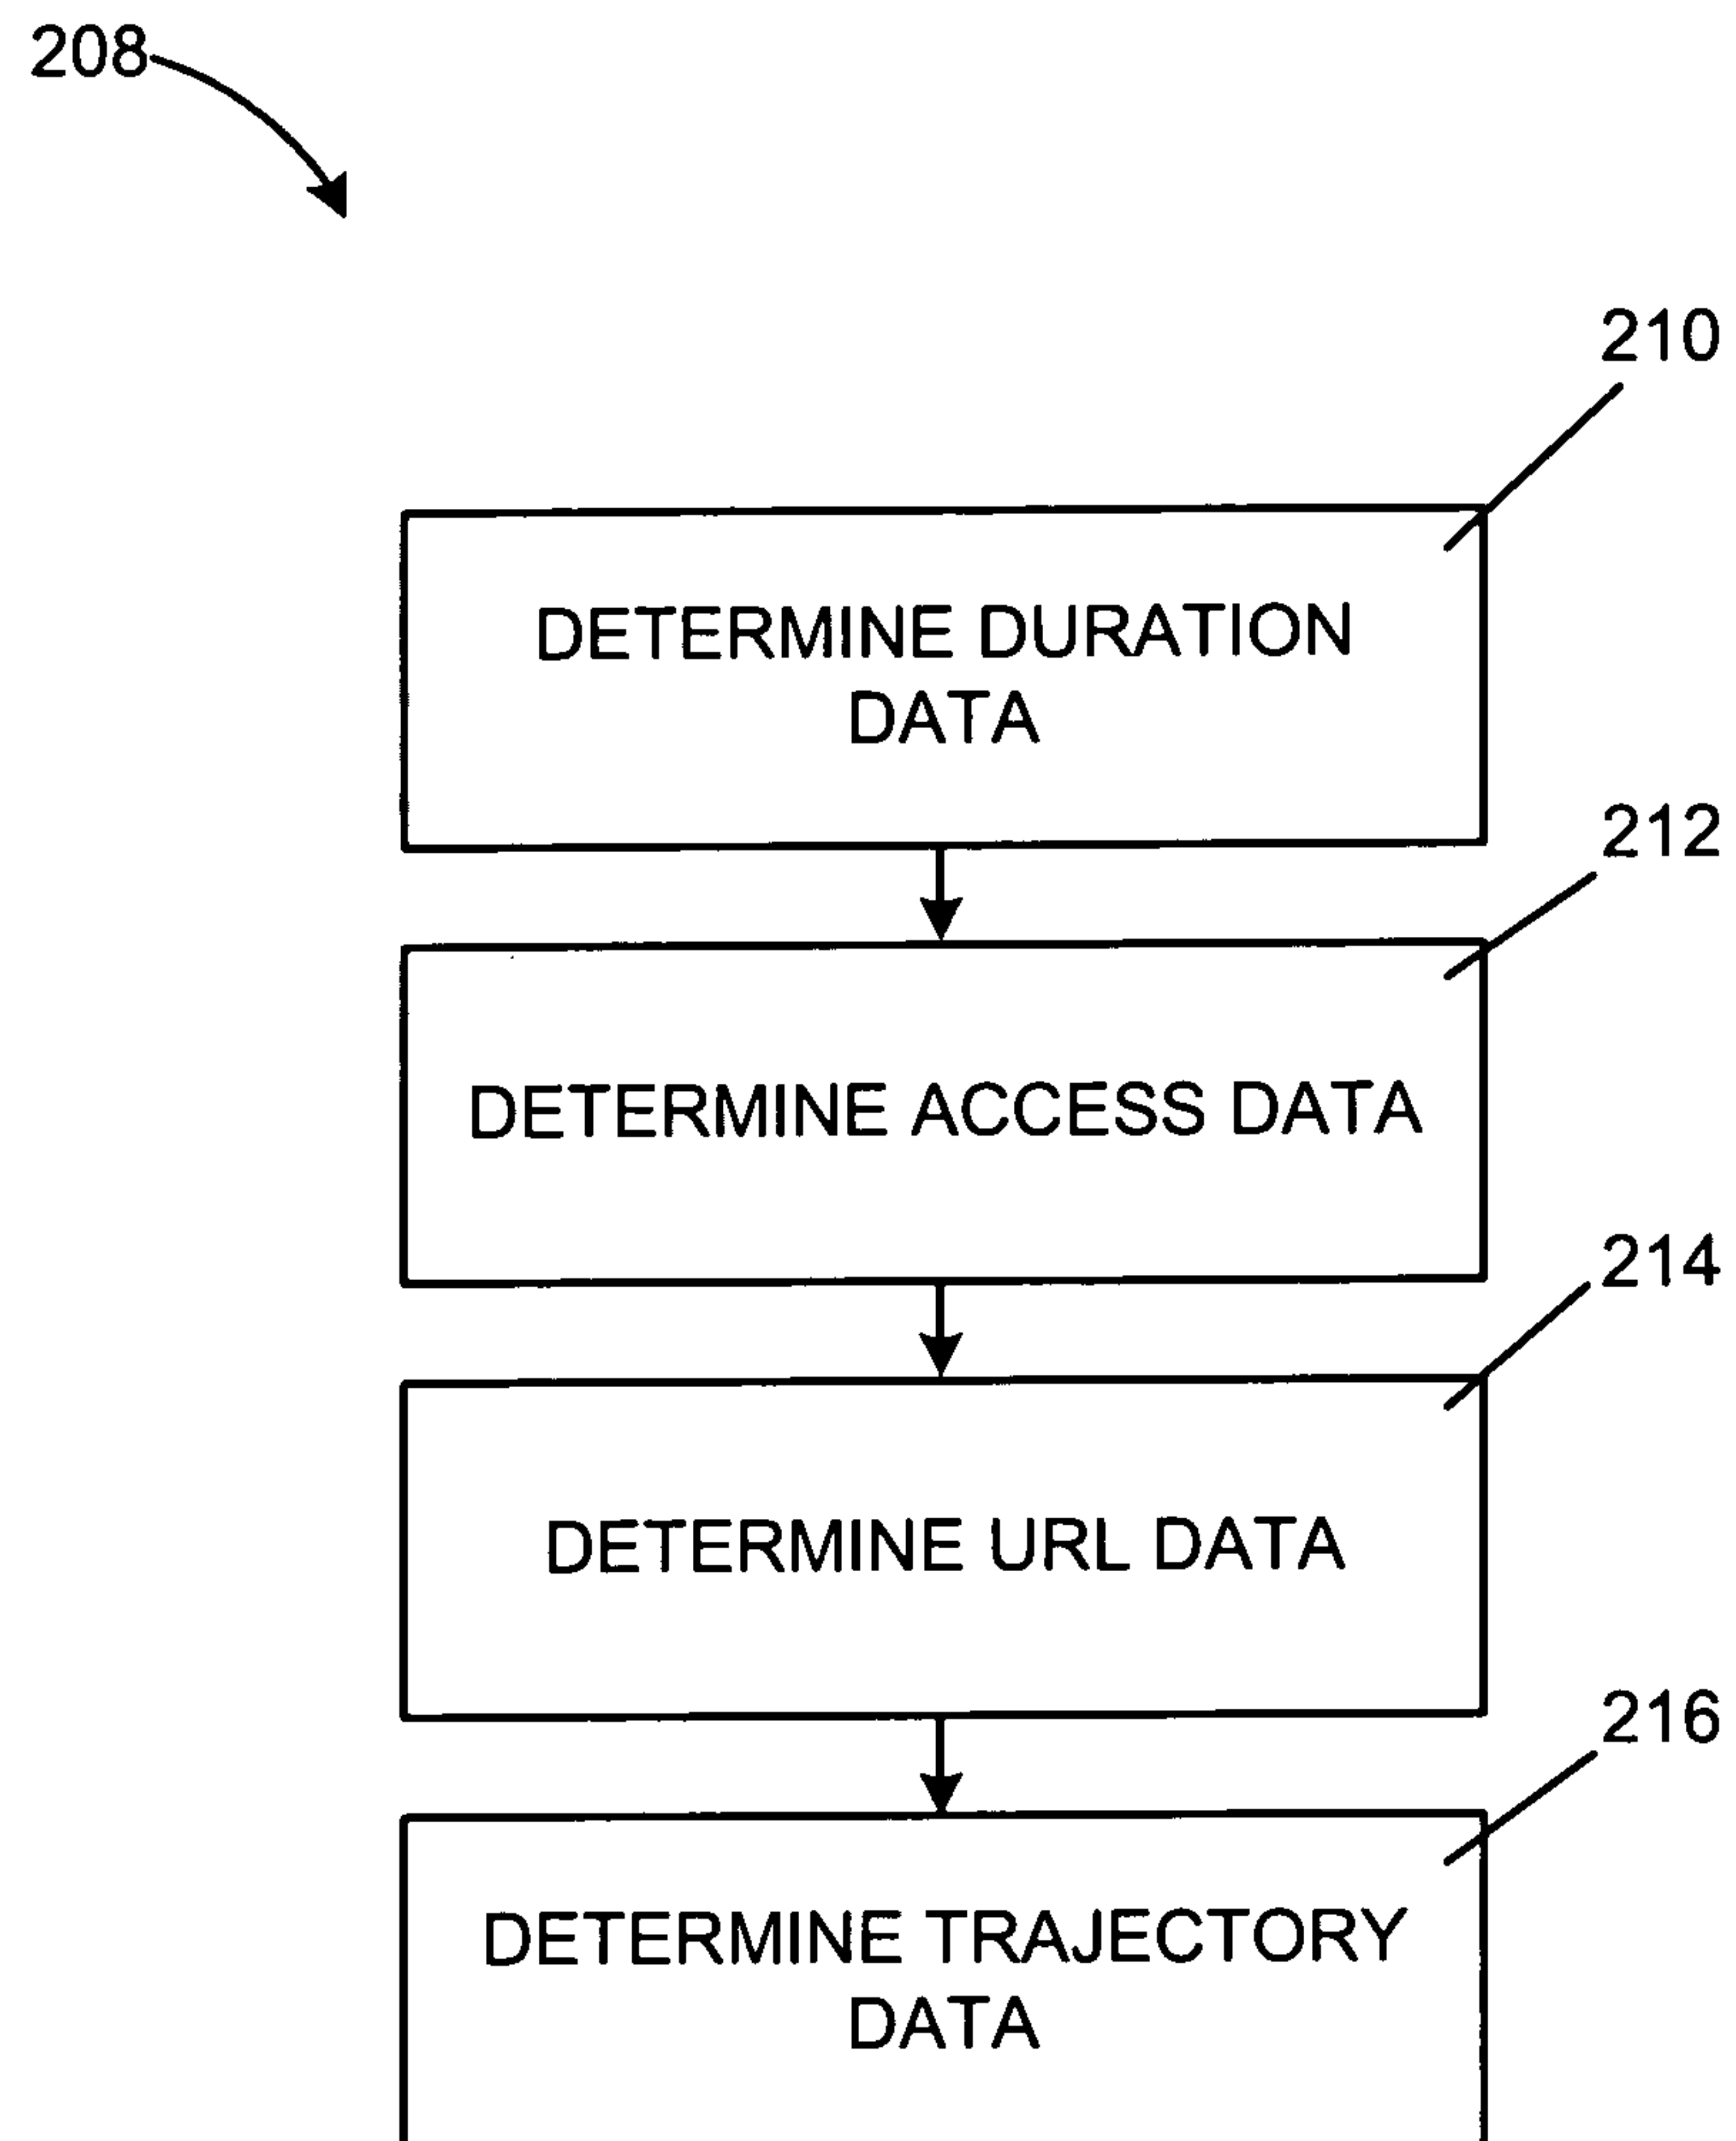 208
210
DETERMINE DURATION
DATA
212
DETERMINE ACCESS DATA
214
DETERMINE URL DATA
216
DETERMINE TRAJECTORY
DATA